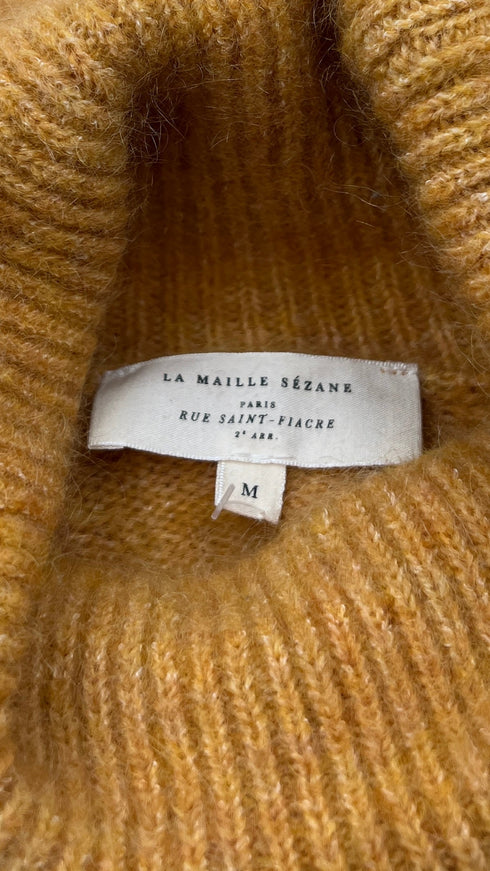 LA MAILLE SÉZANE
PARIS
RUE SAINT-FIACRE
2e ARR.
M